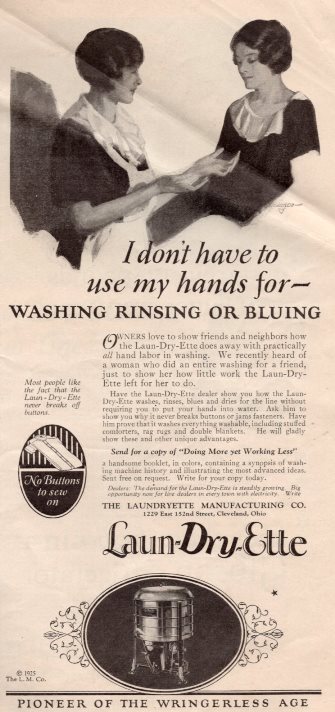 I don't have to
use my hands for—
WASHING RINSING OR BLUING
OWNERS love to show friends and neighbors how
the Laun-Dry-Ette does away with practically
all hand labor in washing. We recently heard of
a woman who did an entire washing for a friend,
just to show her how little work the Laun-Dry-
Ette left for her to do.
Have the Laun-Dry-Ette dealer show you how the Laun-
Dry-Ette washes, rinses, blues and dries for the line without
requiring you to put your hands into water. Ask him to
show you why it never breaks buttons or jams fasteners. Have
him prove that it washes everything washable, including stuffed
comforters, rag rugs and double blankets. He will gladly
show these and other unique advantages.
Most people like
the fact that the
Laun-Dry-Ette
never breaks off
buttons.
No Buttons
to sew
on
Send for a copy of "Doing More yet Working Less"
a handsome booklet, in colors, containing a synopsis of wash-
ing machine history and illustrating the most advanced ideas.
Sent free on request. Write for your copy today.
Dealers: The demand for the Laun-Dry-Ette is steadily growing. Big
opportunity now for live dealers in every town with electricity. Write
THE LAUNDRYETTE MANUFACTURING CO.
1229 East 152nd Street, Cleveland, Ohio
Laun-Dry-Ette
© 1925
The L. M. Co.
PIONEER OF THE WRINGERLESS AGE